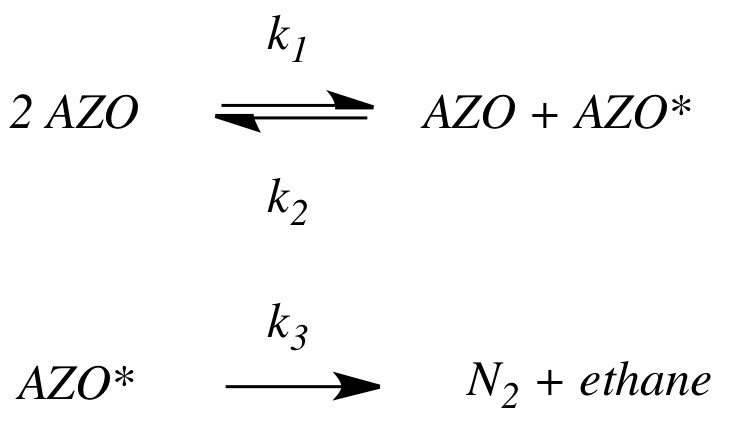 k1
2 AZO AZO + AZO*
k2
k3
AZO* N2 + ethane